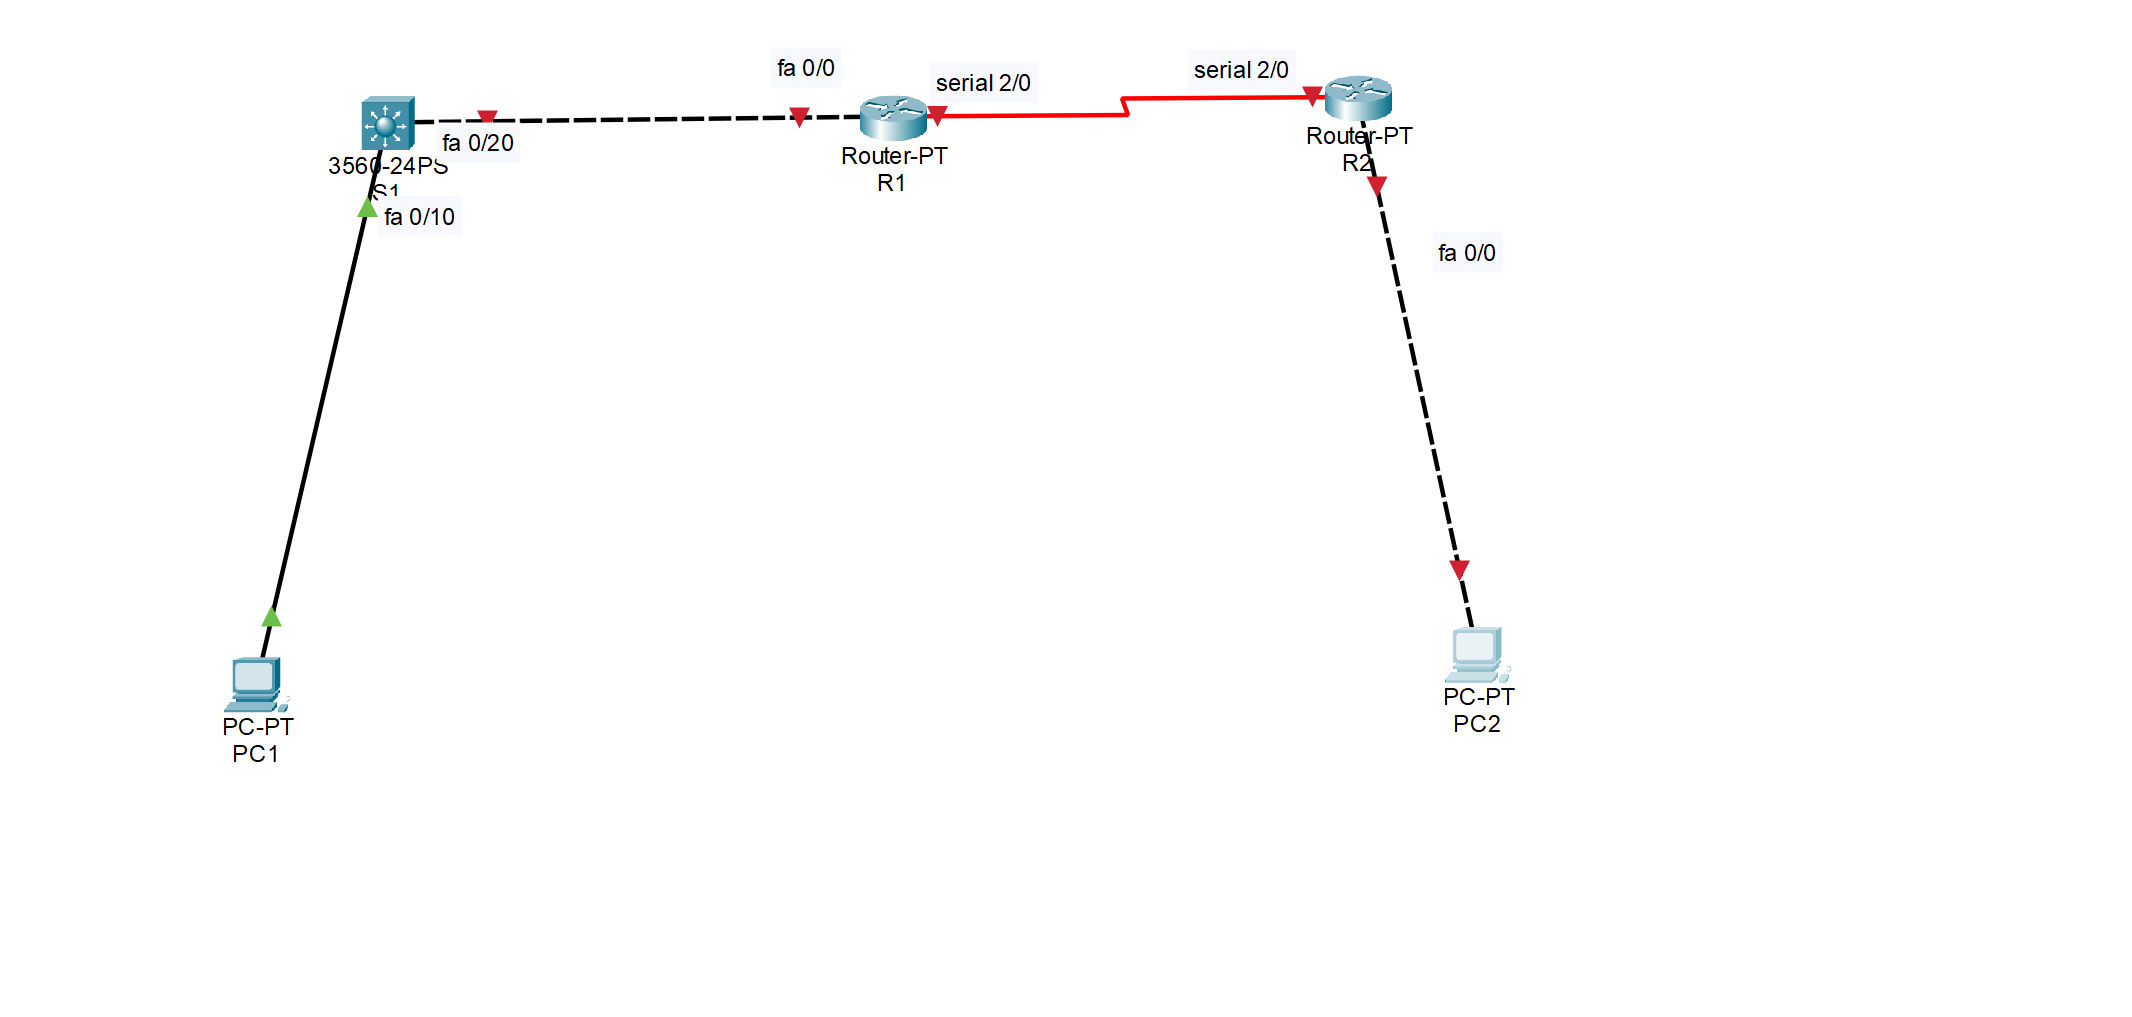 fa 0/0
serial 2/0
serial 2/0
fa 0/20
3560-24PS
S1
fa 0/10
Router-PT
R1
Router-PT
R2
fa 0/0
PC-PT
PC1
PC-PT
PC2